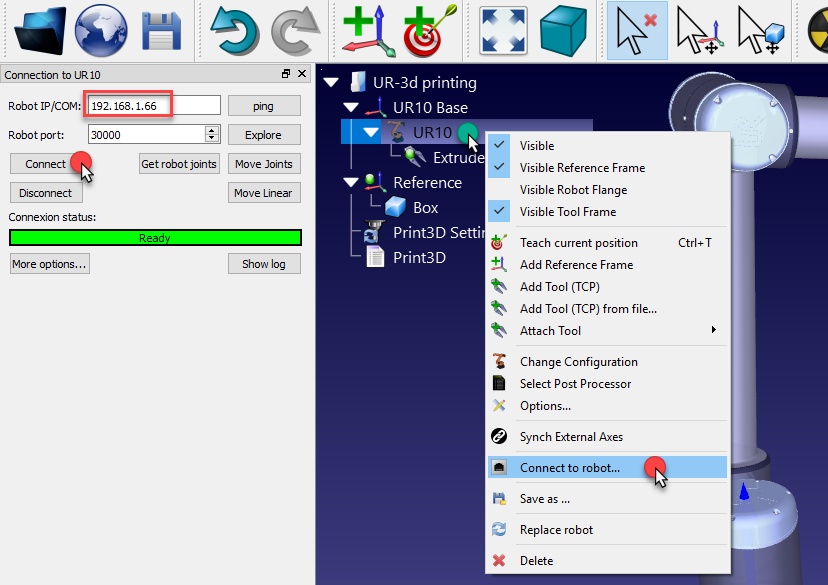 Connection to UR10
Robot IP/COM: 192.168.1.66 ping
Robot port: 30000 Explore
Connect Get robot joints Move Joints
Disconnect Move Linear
Connexion status:
Ready
More options... Show log
UR-3d printing
UR10 Base
UR10
Extrude
Reference
Box
Print3D Settin
Print3D
Visible
Visible Reference Frame
Visible Robot Flange
Visible Tool Frame
Teach current position Ctrl+T
Add Reference Frame
Add Tool (TCP)
Add Tool (TCP) from file...
Attach Tool
Change Configuration
Select Post Processor
Options...
Synch External Axes
Connect to robot...
Save as ...
Replace robot
Delete